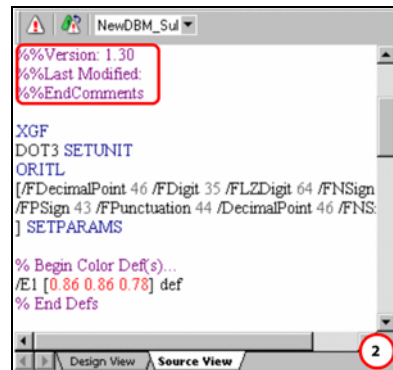 NewDBM_Sul
%%Version: 1.30
%%Last Modified:
%%EndComments
XGF
DOT3 SETUNIT
ORITL
[/FDecimalPoint 46 /FDigit 35 /FLZDigit 64 /FNSign
/FPSign 43 /FPunctuation 44 /DecimalPoint 46 /FNS:
] SETPARAMS
% Begin Color Def(s)...
/E1 [0.86 0.86 0.78] def
% End Defs
2
Design View Source View